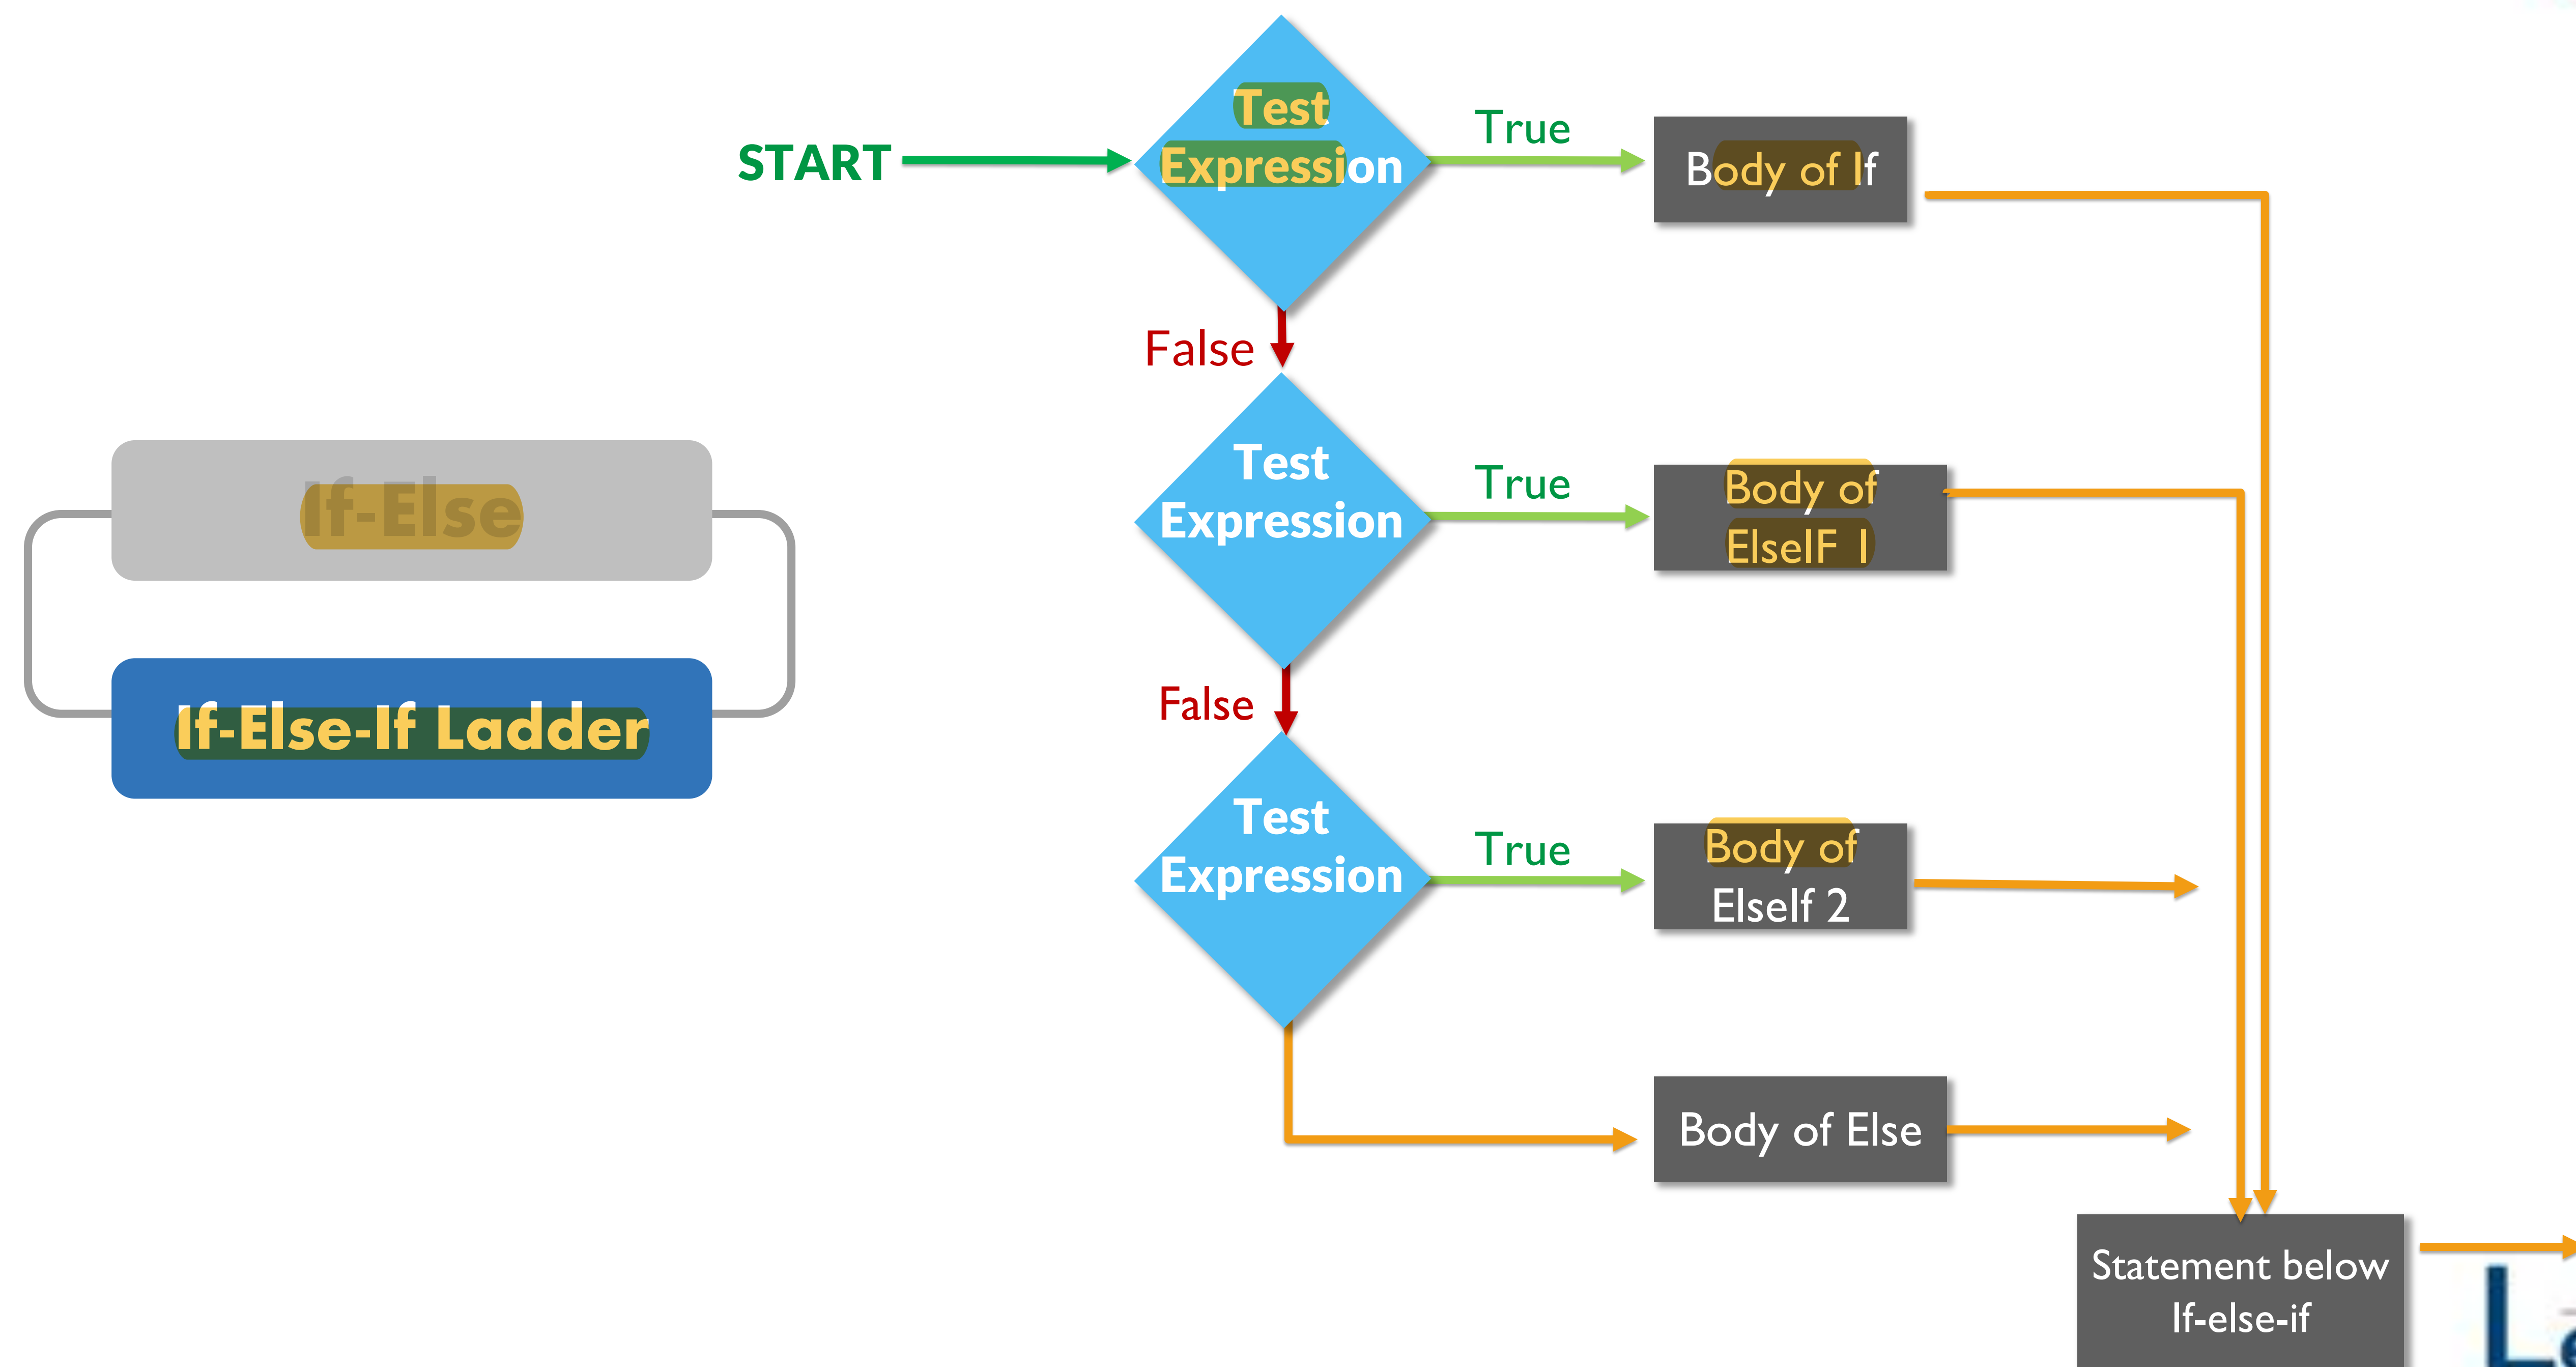 START
Test
Expression
True
Body of If
False
If-Else
Test
Expression
True
Body of
ElseIF 1
If-Else-If Ladder
False
Test
Expression
True
Body of
ElseIf 2
Body of Else
Statement below
If-else-if